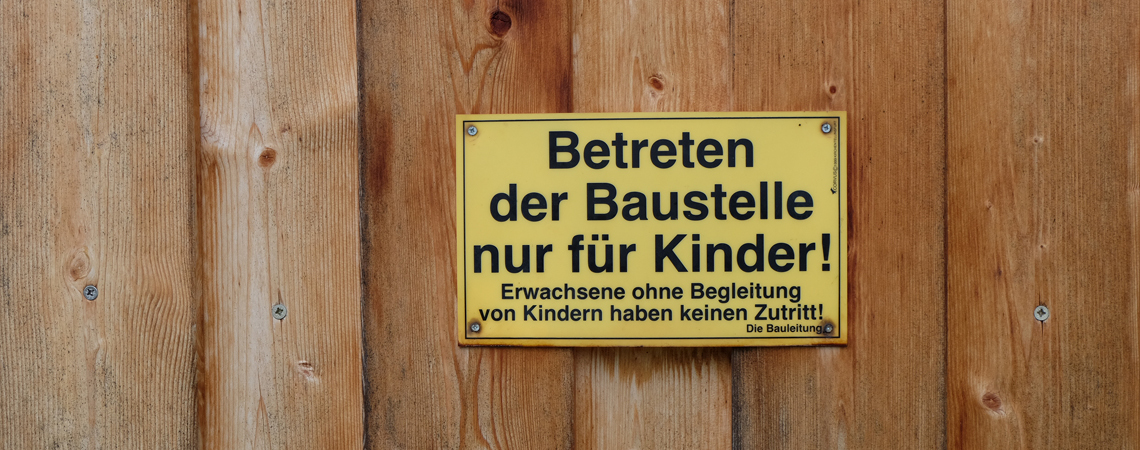 Betreten
der Baustelle
nur für Kinder!
Erwachsene ohne Begleitung
von Kindern haben keinen Zutritt!
Die Bauleitung